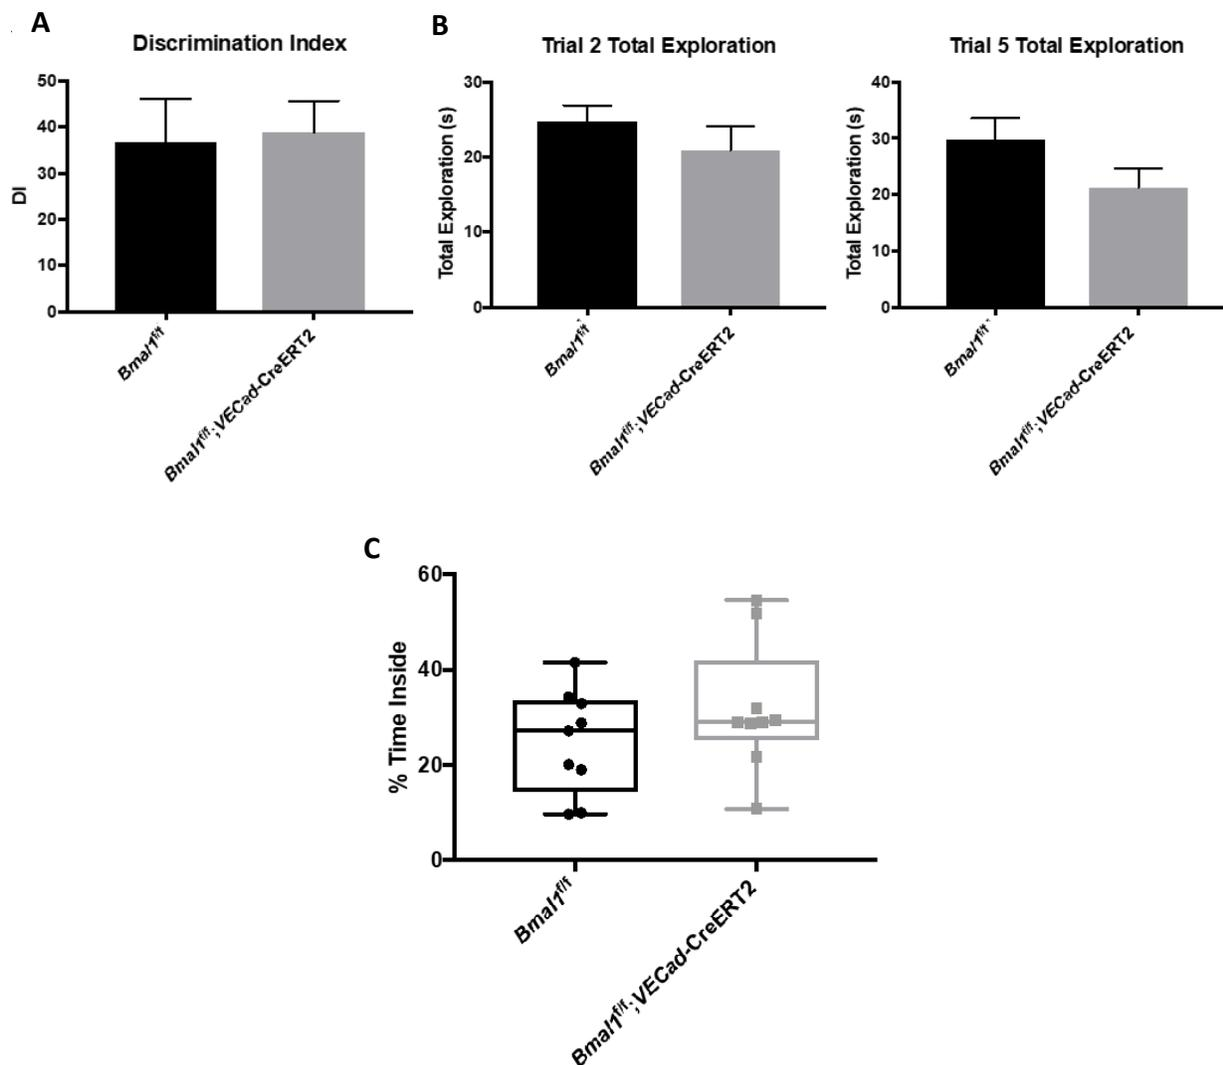 A
Discrimination Index
50
40
30
20
10
0
DI
Bmal1f/f
Bmal1f/f;VECad-CreERT2
B
Trial 2 Total Exploration
30
20
10
0
Total Exploration (s)
Bmal1f/f
Bmal1f/f;VECad-CreERT2
Trial 5 Total Exploration
40
30
20
10
0
Total Exploration (s)
Bmal1f/f
Bmal1f/f;VECad-CreERT2
C
60
40
20
0
% Time Inside
Bmal1f/f
Bmal1f/f;VECad-CreERT2